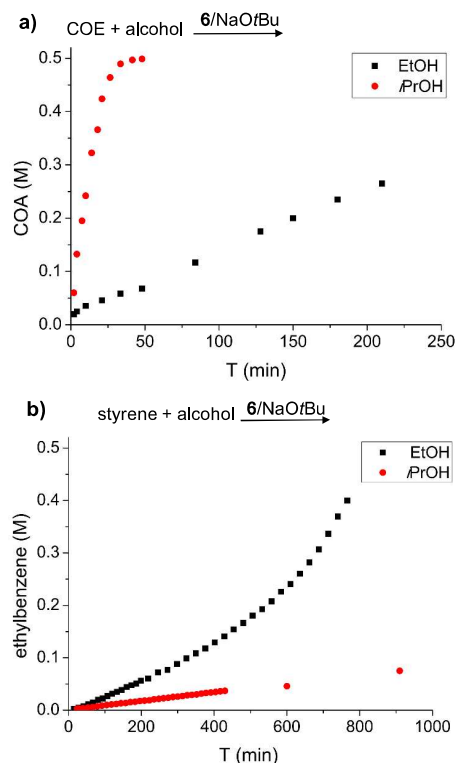 a)
COE + alcohol 6/NaOtBu
EtOH
iPrOH
COA (M)
0.5
0.4
0.3
0.2
0.1
0.0
0 50 100 150 200 250
T (min)
b)
styrene + alcohol 6/NaOtBu
EtOH
iPrOH
ethylbenzene (M)
0.5
0.4
0.3
0.2
0.1
0.0
0 200 400 600 800 1000
T (min)